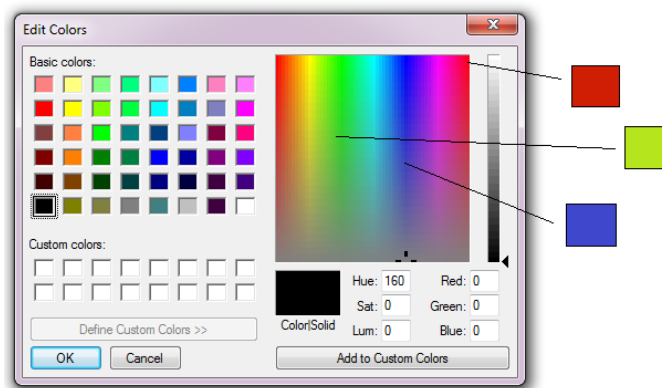 Edit Colors
Basic colors:
Custom colors:
Define Custom Colors >>
OK Cancel
Color|Solid
Hue: 160 Red: 0
Sat: 0 Green: 0
Lum: 0 Blue: 0
Add to Custom Colors